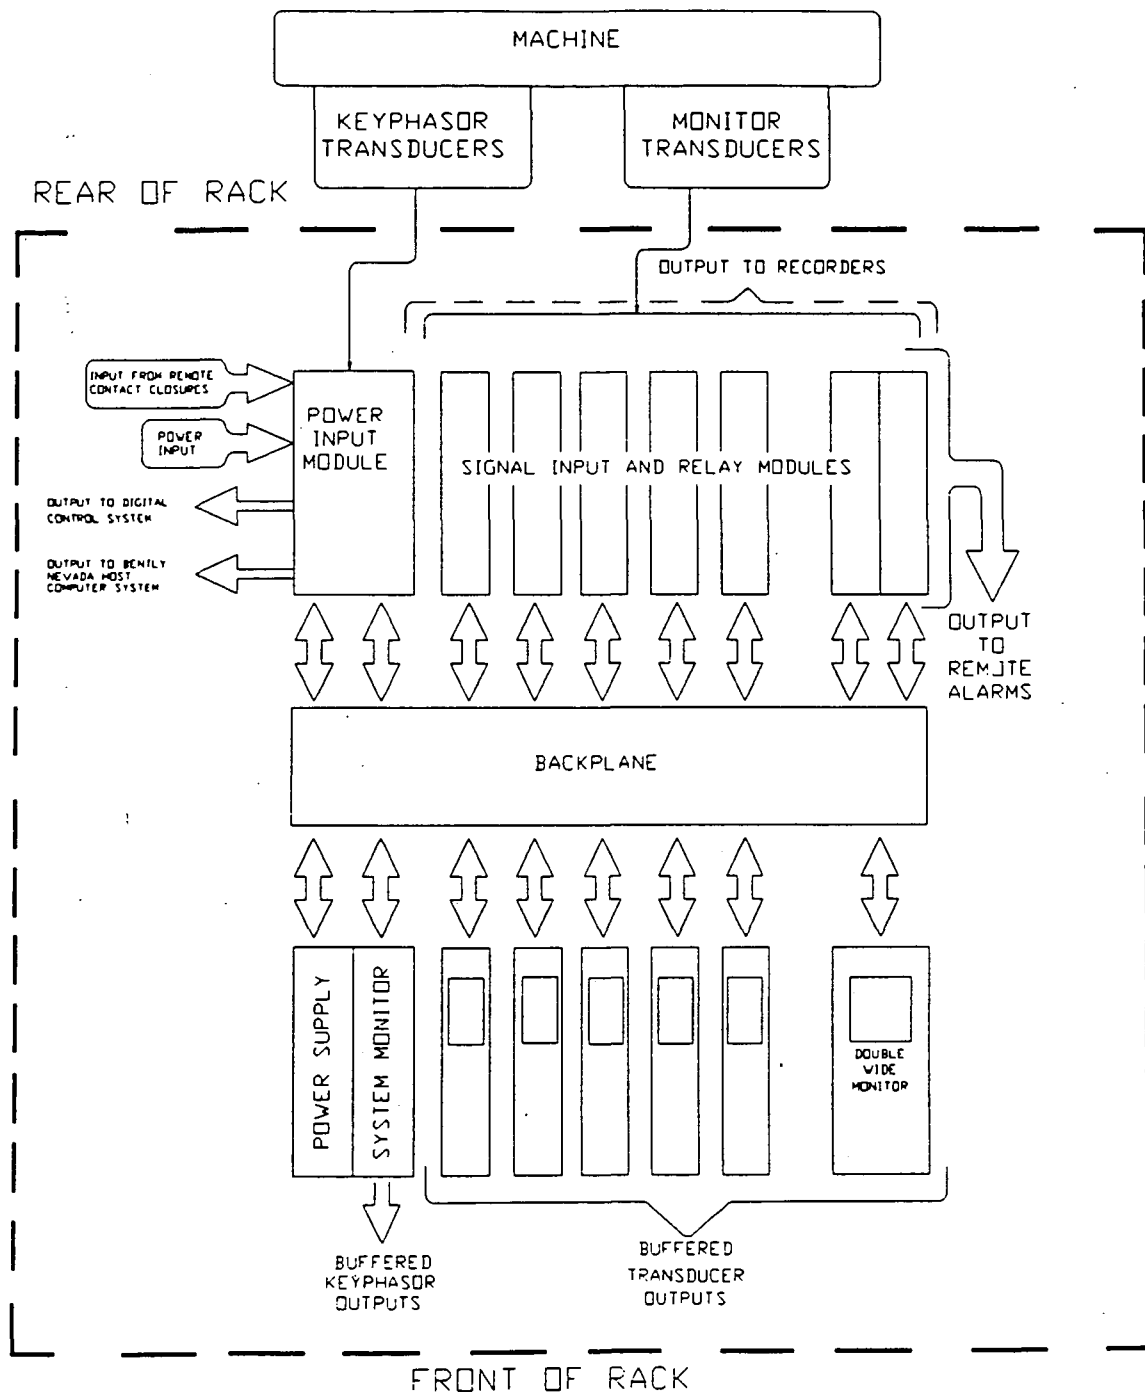 MACHINE
KEYPHASOR
TRANSDUCERS
MONITOR
TRANSDUCERS
REAR OF RACK
OUTPUT TO RECORDERS
INPUT FROM REMOTE
CONTACT CLOSURES
POWER
INPUT
OUTPUT TO DIGITAL
CONTROL SYSTEM
OUTPUT TO BENTLY
NEVADA HOST
COMPUTER SYSTEM
POWER
INPUT
MODULE
SIGNAL INPUT AND RELAY MODULES
OUTPUT
TO
REMOTE
ALARMS
BACKPLANE
POWER SUPPLY
SYSTEM MONITOR
DOUBLE
WIDE
MONITOR
BUFFERED
KEYPHASOR
OUTPUTS
BUFFERED
TRANSDUCER
OUTPUTS
FRONT OF RACK